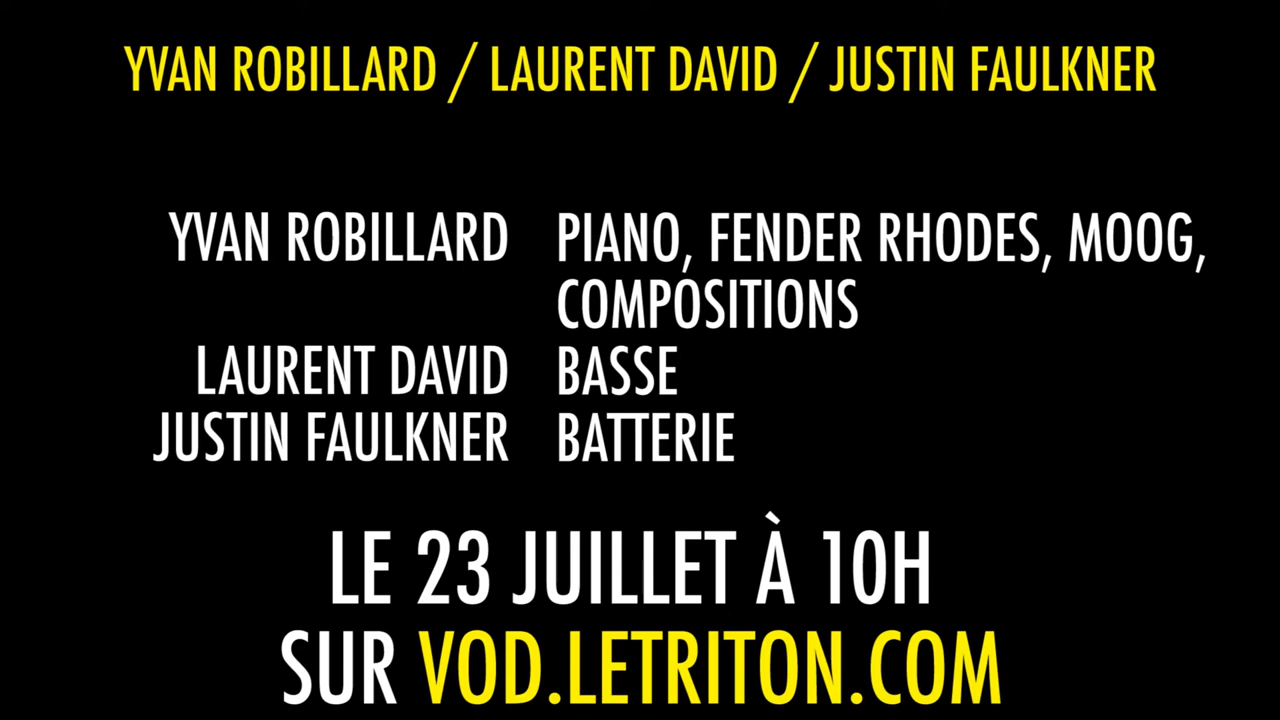 YVAN ROBILLARD / LAURENT DAVID / JUSTIN FAULKNER
YVAN ROBILLARD PIANO, FENDER RHODES, MOOG,
COMPOSITIONS
LAURENT DAVID BASSE
JUSTIN FAULKNER BATTERIE
LE 23 JUILLET À 10H
SUR VOD.LETRITON.COM